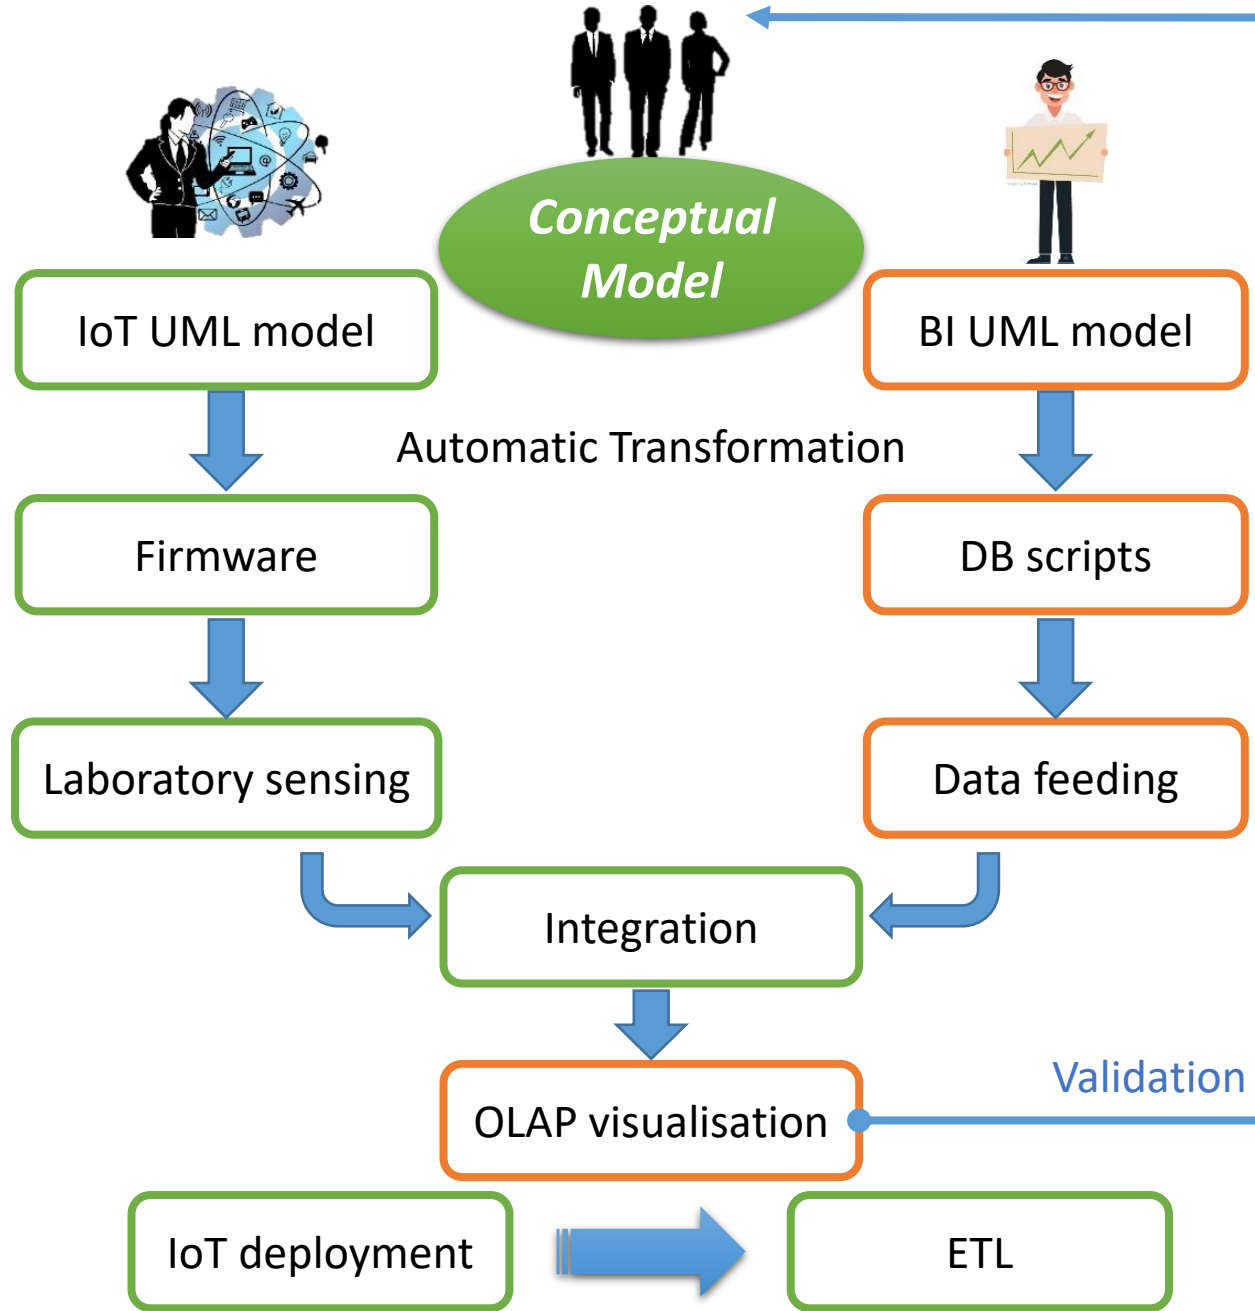 Conceptual
Model
IoT UML model
BI UML model
Automatic Transformation
Firmware
DB scripts
Laboratory sensing
Data feeding
Integration
Validation
OLAP visualisation
IoT deployment
ETL